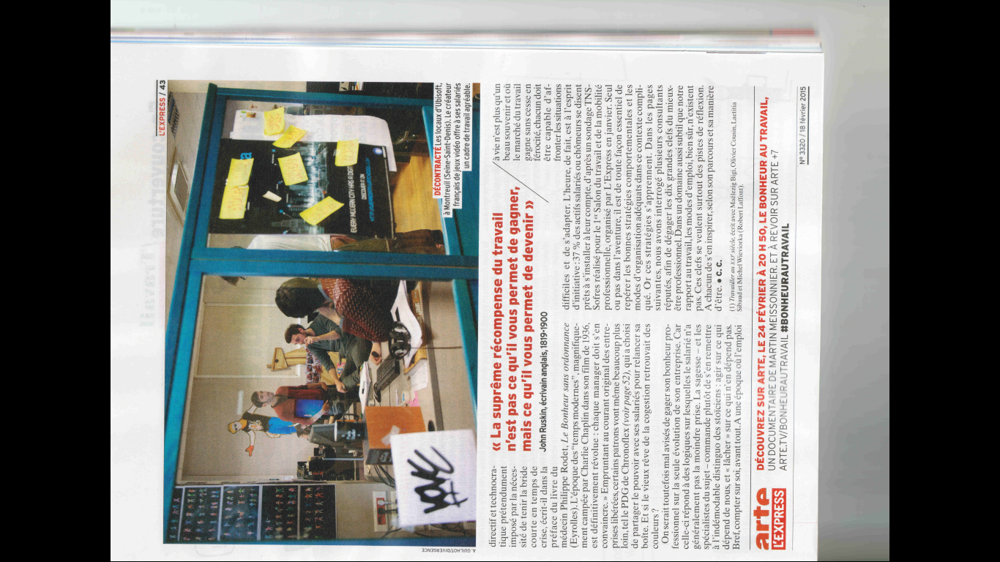 L'EXPRESS / 43
EVERY MODERN CITY HAS A DIGIT
DÉCONTRACTÉ Les locaux d'Ubisoft,
à Montreuil (Seine-Saint-Denis). Le créateur
français de jeux vidéo offre à ses salariés
un cadre de travail agréable.
A. GUILHOT/DIVERGENCE
directif et technocra-
tique prétendument
imposé par la néces-
sité de tenir la bride
courte en temps de
crise, écrit-il dans la
préface du livre du
médecin Philippe Rodet, Le Bonheur sans ordonnance
(Eyrolles). L'époque des "temps modernes", magnifique-
ment campée par Charlie Chaplin dans son film de 1936,
est définitivement révolue : chaque manager doit s'en
convaincre. » Empruntant au courant original des entre-
prises libérées, certains patrons vont même beaucoup plus
loin, tel le PDG de Chronoflex (voir page 52), qui a choisi
de partager le pouvoir avec ses salariés pour relancer sa
boîte. Et si le vieux rêve de la cogestion retrouvait des
couleurs ?
On serait toutefois mal avisés de gager son bonheur pro-
fessionnel sur la seule évolution de son entreprise. Car
celle-ci répond à des logiques sur lesquelles le salarié n'a
généralement pas la moindre prise. La sagesse – et les
spécialistes du sujet – commande plutôt de s'en remettre
à l'indémodable distinguo des stoïciens : agir sur ce qui
dépend de nous, et « lâcher » sur ce qui n'en dépend pas.
Bref, compter sur soi, avant tout. A une époque où l'emploi
« La suprême récompense du travail
n'est pas ce qu'il vous permet de gagner,
mais ce qu'il vous permet de devenir »
John Ruskin, écrivain anglais, 1819-1900
à vie n'est plus qu'un
beau souvenir et où
le marché du travail
gagne sans cesse en
férocité, chacun doit
être capable d'af-
fronter les situations
difficiles et de s'adapter. L'heure, de fait, est à l'esprit
d'initiative : 37 % des actifs salariés ou chômeurs se disent
prêts à s'installer à leur compte, d'après un sondage TNS-
Sofres réalisé pour le 1er Salon du travail et de la mobilité
professionnelle, organisé par L'Express en janvier. Seul
ou pas dans l'aventure, il est de toute façon essentiel de
repérer les bonnes stratégies comportementales et les
modes d'organisation adéquats dans ce contexte compli-
qué. Or ces stratégies s'apprennent. Dans les pages
suivantes, nous avons interrogé plusieurs consultants
réputés, afin de dégager les dix grandes clefs du mieux-
être professionnel. Dans un domaine aussi subtil que notre
rapport au travail, les modes d'emploi, bien sûr, n'existent
pas. Ces clefs se veulent surtout des pistes de réflexion.
A chacun de s'en inspirer, selon son parcours et sa manière
d'être. ● C. C.
(1) Travailler au XXIe siècle, écrit avec Maëlezig Bigi, Olivier Cousin, Laetitia
Sibaud et Michel Wieviorka (Robert Laffont).
arte
L'EXPRESS
DÉCOUVREZ SUR ARTE, LE 24 FÉVRIER À 20 H 50, LE BONHEUR AU TRAVAIL,
UN DOCUMENTAIRE DE MARTIN MEISSONNIER. ET À REVOIR SUR ARTE +7
ARTE.TV/BONHEURAUTRAVAIL #BONHEURAUTRAVAIL
N° 3320 / 18 février 2015